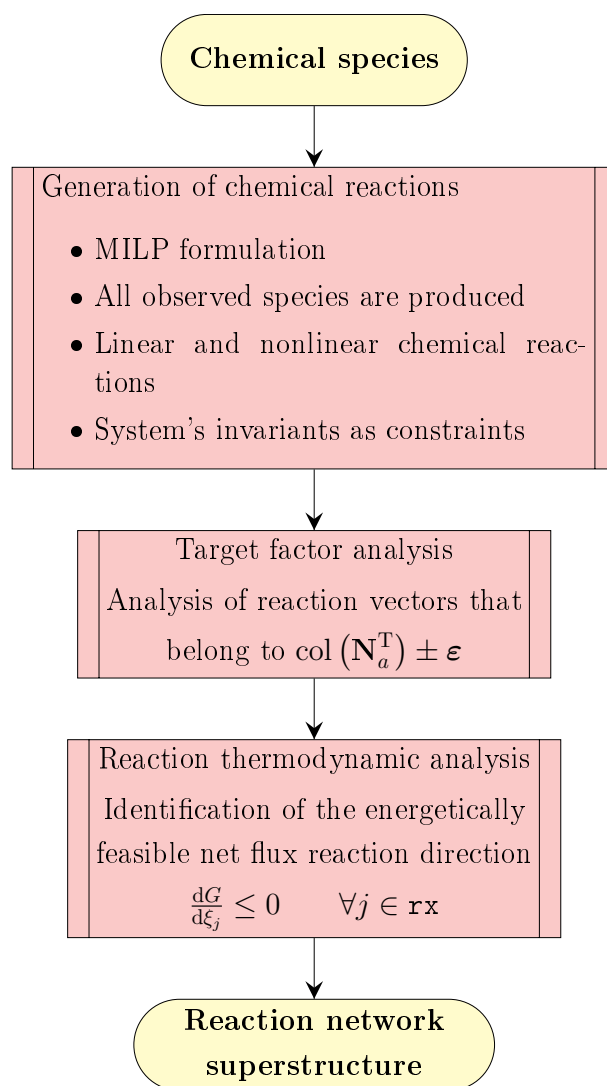 Chemical species
Generation of chemical reactions
• MILP formulation
• All observed species are produced
• Linear and nonlinear chemical reac-
tions
• System's invariants as constraints
Target factor analysis
Analysis of reaction vectors that
belong to col (𝐍ₐᵀ) ± 𝜺
Reaction thermodynamic analysis
Identification of the energetically
feasible net flux reaction direction
dG/dξⱼ ≤ 0 ∀j ∈ rx
Reaction network
superstructure